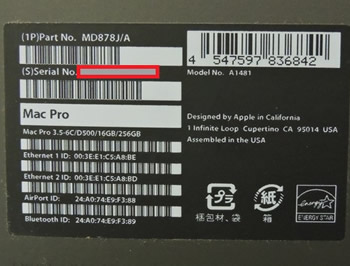 (1P)Part No. MD878J/A
4 547597 836842
(S)Serial No.
Model No. A1481
Mac Pro
Mac Pro 3.5-6C/D500/16GB/256GB
Designed by Apple in California
1 Infinite Loop Cupertino CA 95014 USA
Assembled in the USA
Ethernet 1 ID: 00:3E:E1:C5:A8:BE
Ethernet 2 ID: 00:3E:E1:C5:A8:BD
AirPort ID: 24:A0:74:E9:F3:88
Bluetooth ID: 24:A0:74:E9:F3:89
プラ
梱包材、袋
紙
箱
energy
ENERGY STAR